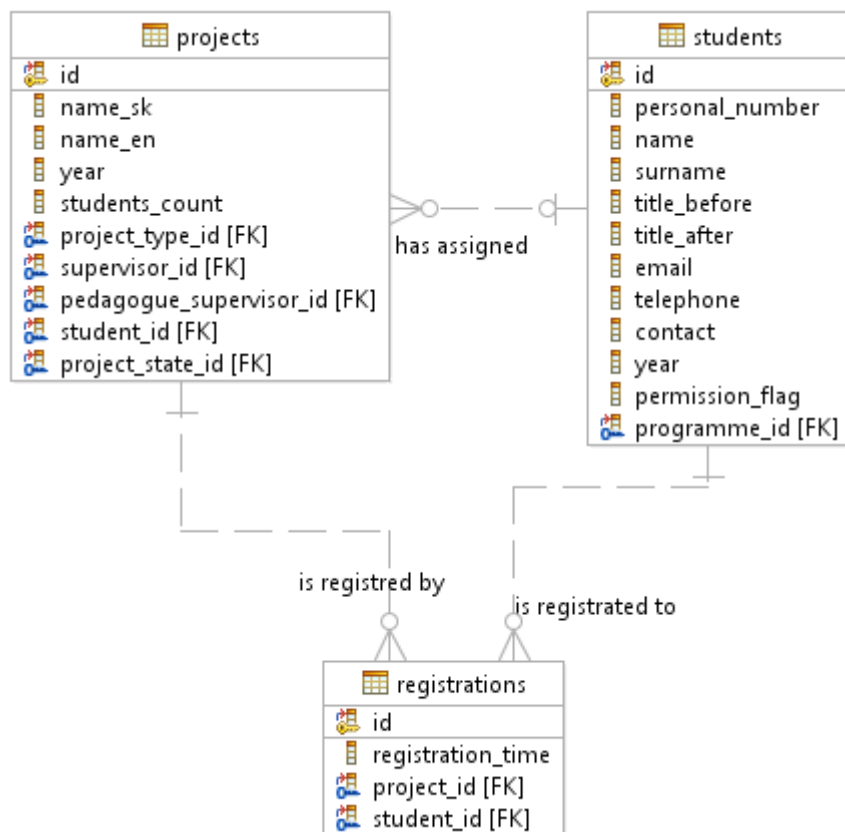 projects
id
name_sk
name_en
year
students_count
project_type_id [FK]
supervisor_id [FK]
pedagogue_supervisor_id [FK]
student_id [FK]
project_state_id [FK]
has assigned
students
id
personal_number
name
surname
title_before
title_after
email
telephone
contact
year
permission_flag
programme_id [FK]
is registred by
is registrated to
registrations
id
registration_time
project_id [FK]
student_id [FK]